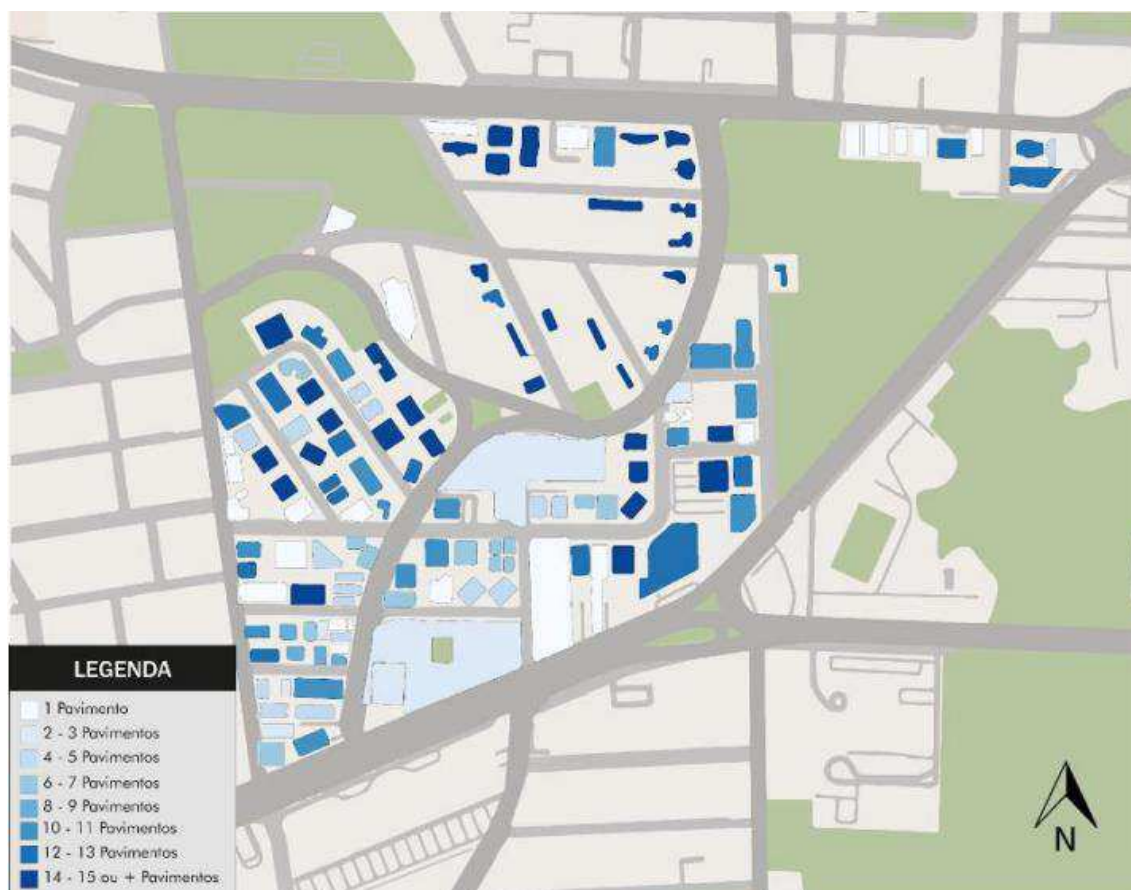 LEGENDA
1 Pavimento
2 - 3 Pavimentos
4 - 5 Pavimentos
6 - 7 Pavimentos
8 - 9 Pavimentos
10 - 11 Pavimentos
12 - 13 Pavimentos
14 - 15 ou + Pavimentos
N